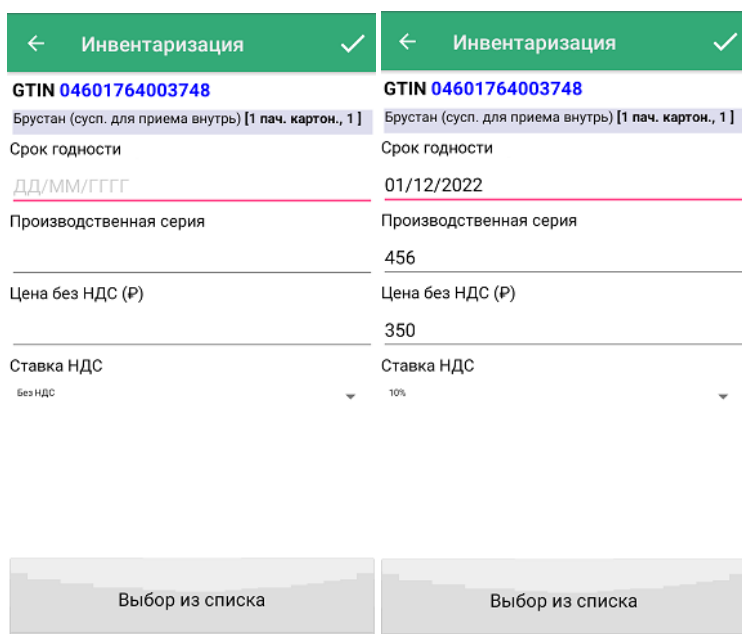 Инвентаризация
GTIN 04601764003748
Брустан (сусп. для приема внутрь) [1 пач. картон., 1 ]
Срок годности
ДД/ММ/ГГГГ
Производственная серия
Цена без НДС (₽)
Ставка НДС
Без НДС
Выбор из списка
Инвентаризация
GTIN 04601764003748
Брустан (сусп. для приема внутрь) [1 пач. картон., 1 ]
Срок годности
01/12/2022
Производственная серия
456
Цена без НДС (₽)
350
Ставка НДС
10%
Выбор из списка